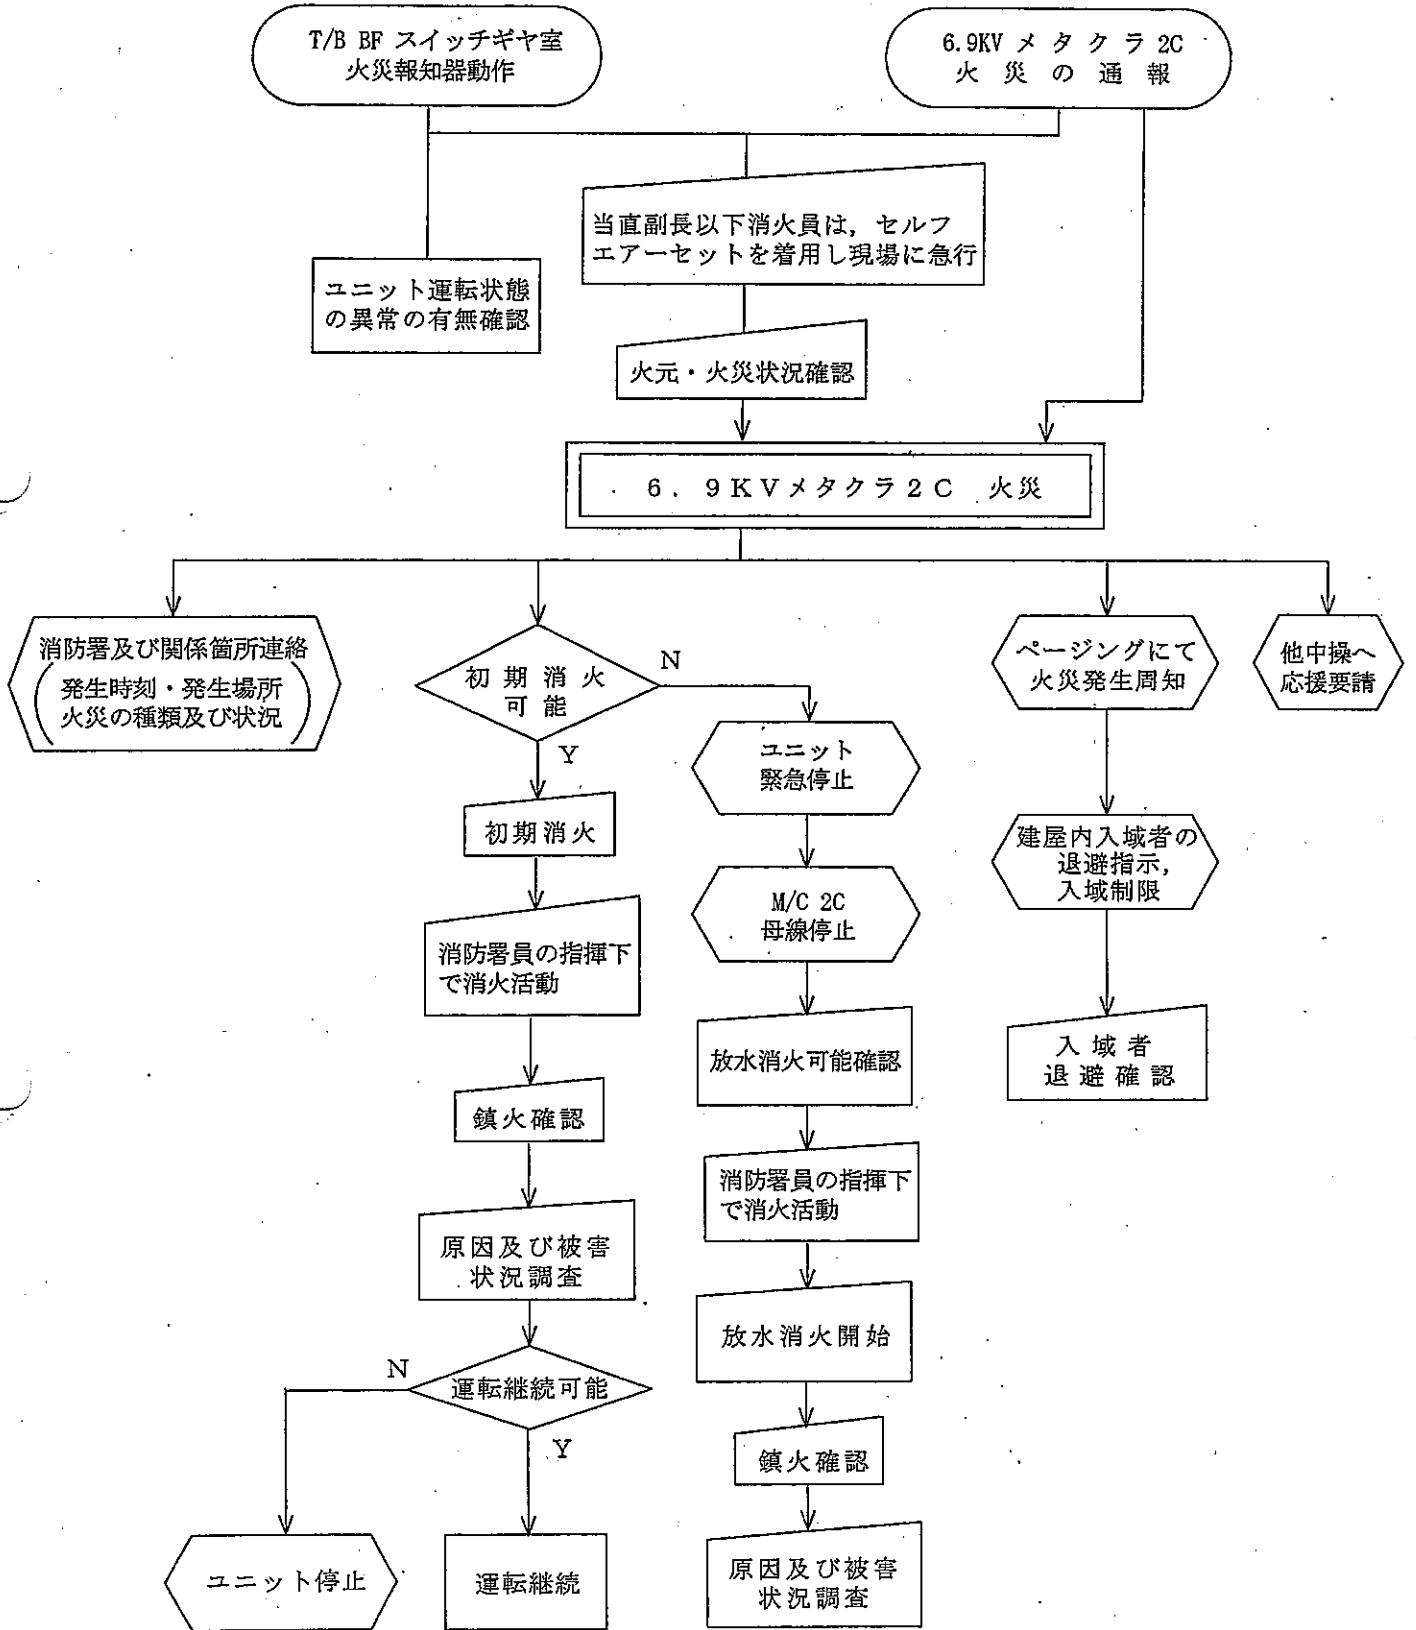 T/B BF スイッチギヤ室
火災報知器動作
6.9KV メタクラ 2C
火災の通報
当直副長以下消火員は，セルフ
エアーセットを着用し現場に急行
ユニット運転状態
の異常の有無確認
火元・火災状況確認
6．9KVメタクラ2C 火災
消防署及び関係箇所連絡
発生時刻・発生場所
火災の種類及び状況
初期消火
可能
N
Y
ページングにて
火災発生周知
他中操へ
応援要請
ユニット
緊急停止
初期消火
建屋内入域者の
退避指示，
入域制限
M/C 2C
母線停止
消防署員の指揮下
で消火活動
放水消火可能確認
入域者
退避確認
鎮火確認
消防署員の指揮下
で消火活動
原因及び被害
状況調査
放水消火開始
運転継続可能
N
Y
鎮火確認
ユニット停止
運転継続
原因及び被害
状況調査